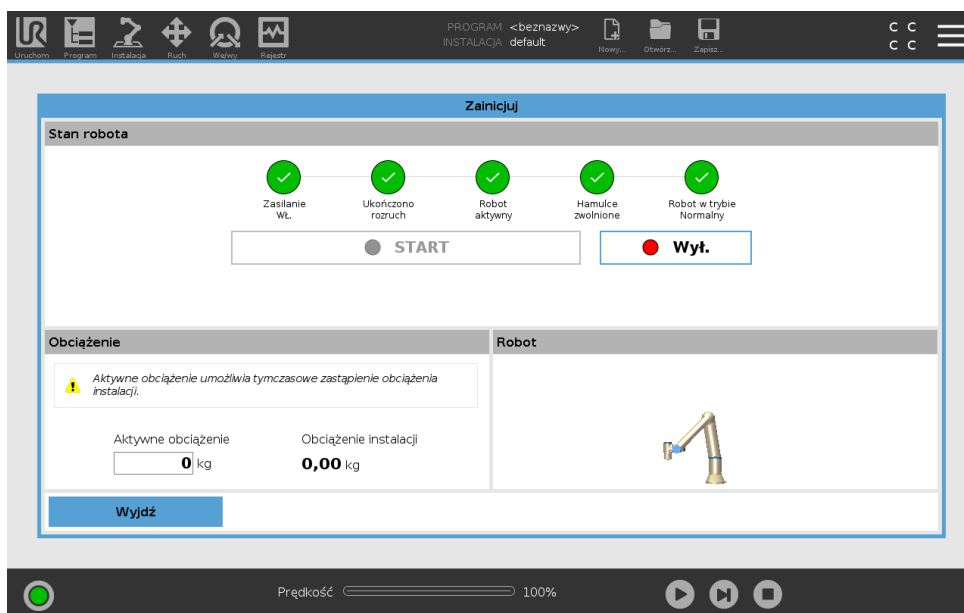 UR
PROGRAM <beznazwy>
INSTALACJA default
Uruchom Program Instalacja Ruch We/wy Rejestr
Nowy... Otwórz... Zapisz...
C C
C C
Zainicjuj
Stan robota
Zasilanie WŁ.
Ukończono rozruch
Robot aktywny
Hamulce zwolnione
Robot w trybie Normalny
START
Wył.
Obciążenie
Robot
Aktywne obciążenie umożliwia tymczasowe zastąpienie obciążenia
instalacji.
Aktywne obciążenie
Obciążenie instalacji
0 kg
0,00 kg
Wyjdź
Prędkość 100%